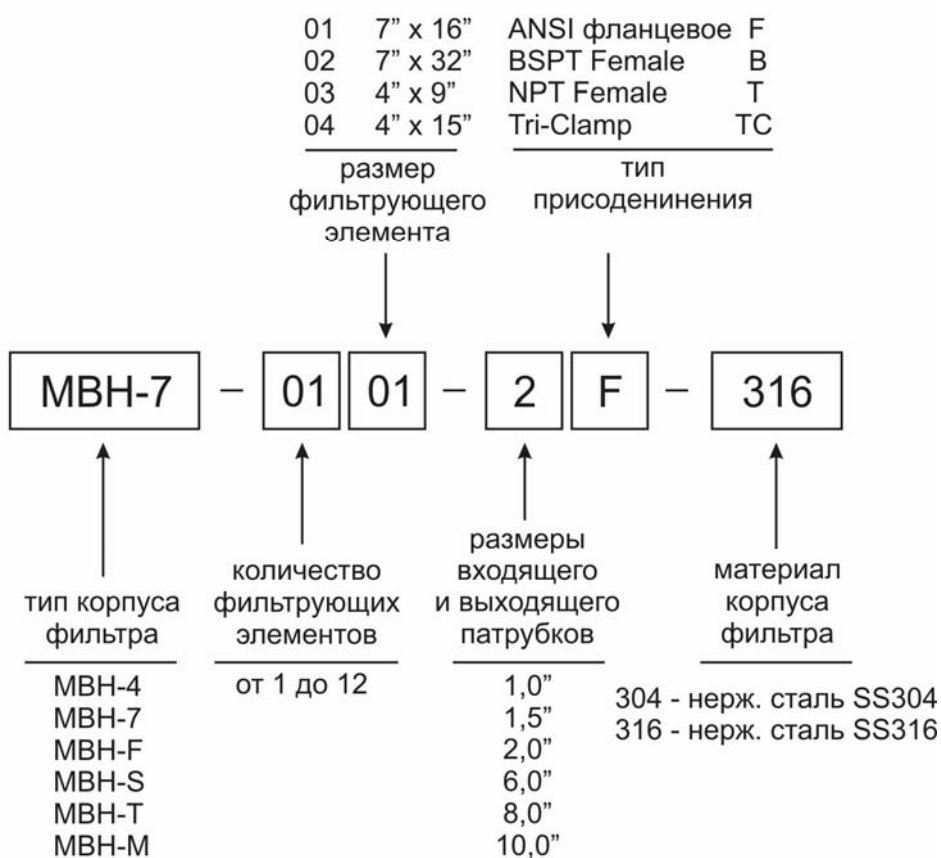 01 7” x 16” ANSI фланцевое F
02 7” x 32” BSPT Female B
03 4” x 9” NPT Female T
04 4” x 15” Tri-Clamp TC
размер
фильтрующего
элемента
тип
присоденинения
MBH-7 – 01 01 – 2 F – 316
тип корпуса
фильтра
MBH-4
MBH-7
MBH-F
MBH-S
MBH-T
MBH-M
количество
фильтрующих
элементов
от 1 до 12
размеры
входящего
и выходящего
патрубков
1,0”
1,5”
2,0”
6,0”
8,0”
10,0”
материал
корпуса
фильтра
304 - нерж. сталь SS304
316 - нерж. сталь SS316